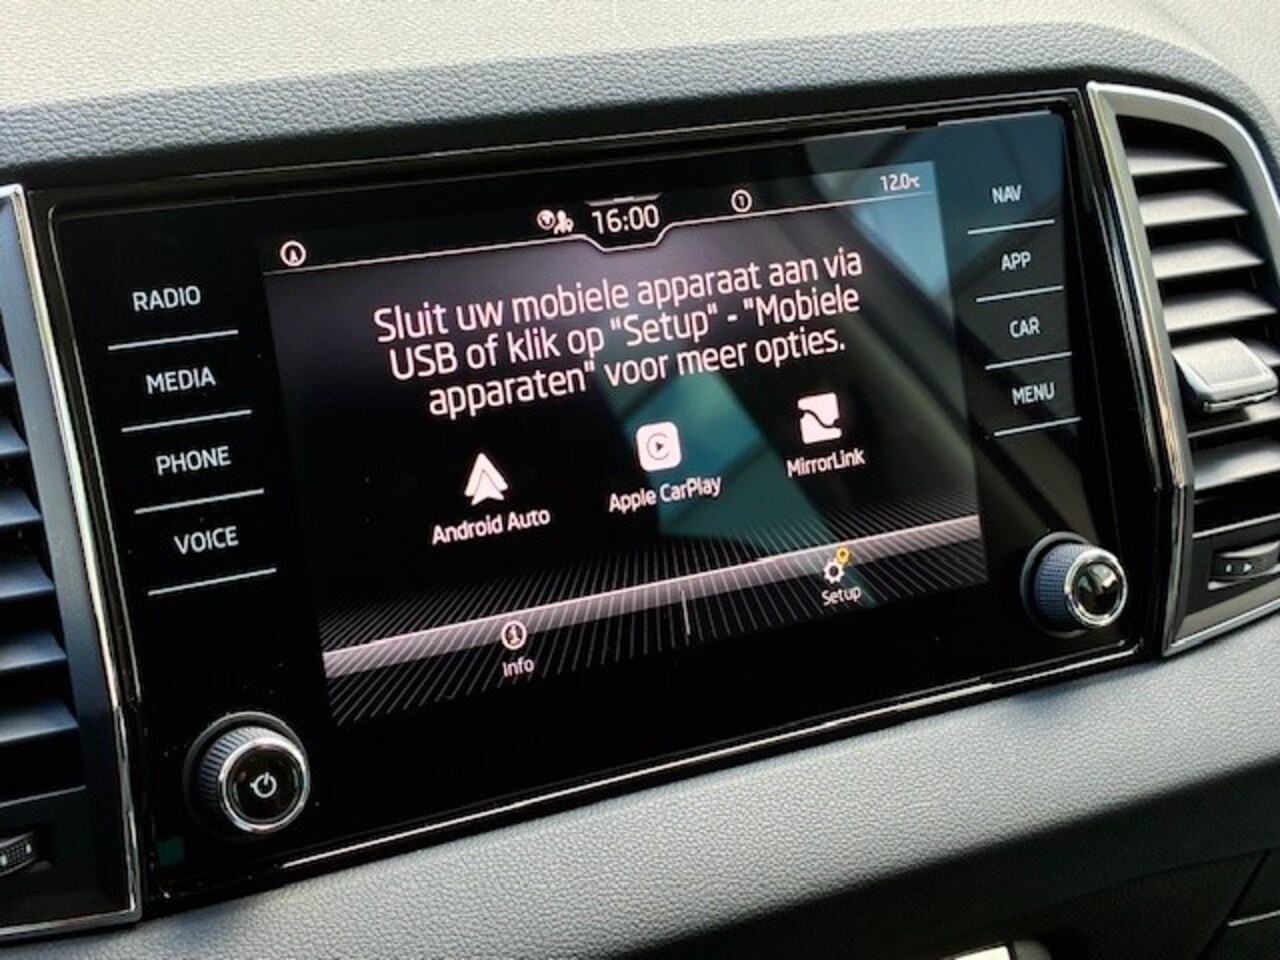 16:00
12.0°C
RADIO
MEDIA
PHONE
VOICE
NAV
APP
CAR
MENU
Sluit uw mobiele apparaat aan via
USB of klik op "Setup" - "Mobiele
apparaten" voor meer opties.
Android Auto
Apple CarPlay
MirrorLink
Info
Setup